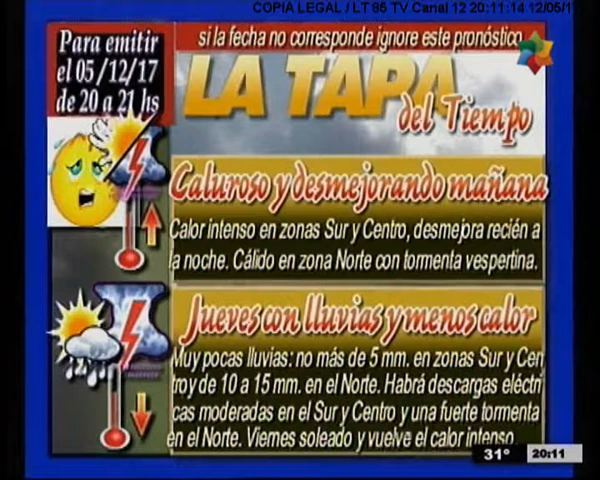 COPIA LEGAL / LT 85 TV Canal 12 20:11:14 12/05/1
Para emitir
el 05/12/17
de 20 a 21 hs
si la fecha no corresponde ignore este pronóstico
LA TAPA
del Tiempo
Caluroso y desmejorando mañana
Calor intenso en zonas Sur y Centro, desmejora recién a
la noche. Cálido en zona Norte con tormenta vespertina.
Jueves con lluvias y menos calor
Muy pocas lluvias: no más de 5 mm. en zonas Sur y Cen
tro y de 10 a 15 mm. en el Norte. Habrá descargas eléctri
cas moderadas en el Sur y Centro y una fuerte tormenta
en el Norte. Viernes soleado y vuelve el calor intenso.
31° 20:11